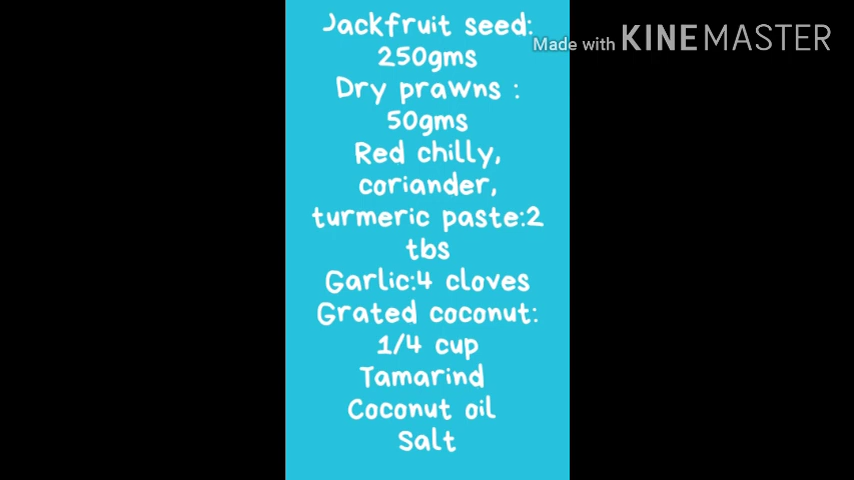 Jackfruit seed:
250gms
Dry prawns :
50gms
Red chilly,
coriander,
turmeric paste:2
tbs
Garlic:4 cloves
Grated coconut:
1/4 cup
Tamarind
Coconut oil
Salt
Made with KINEMASTER